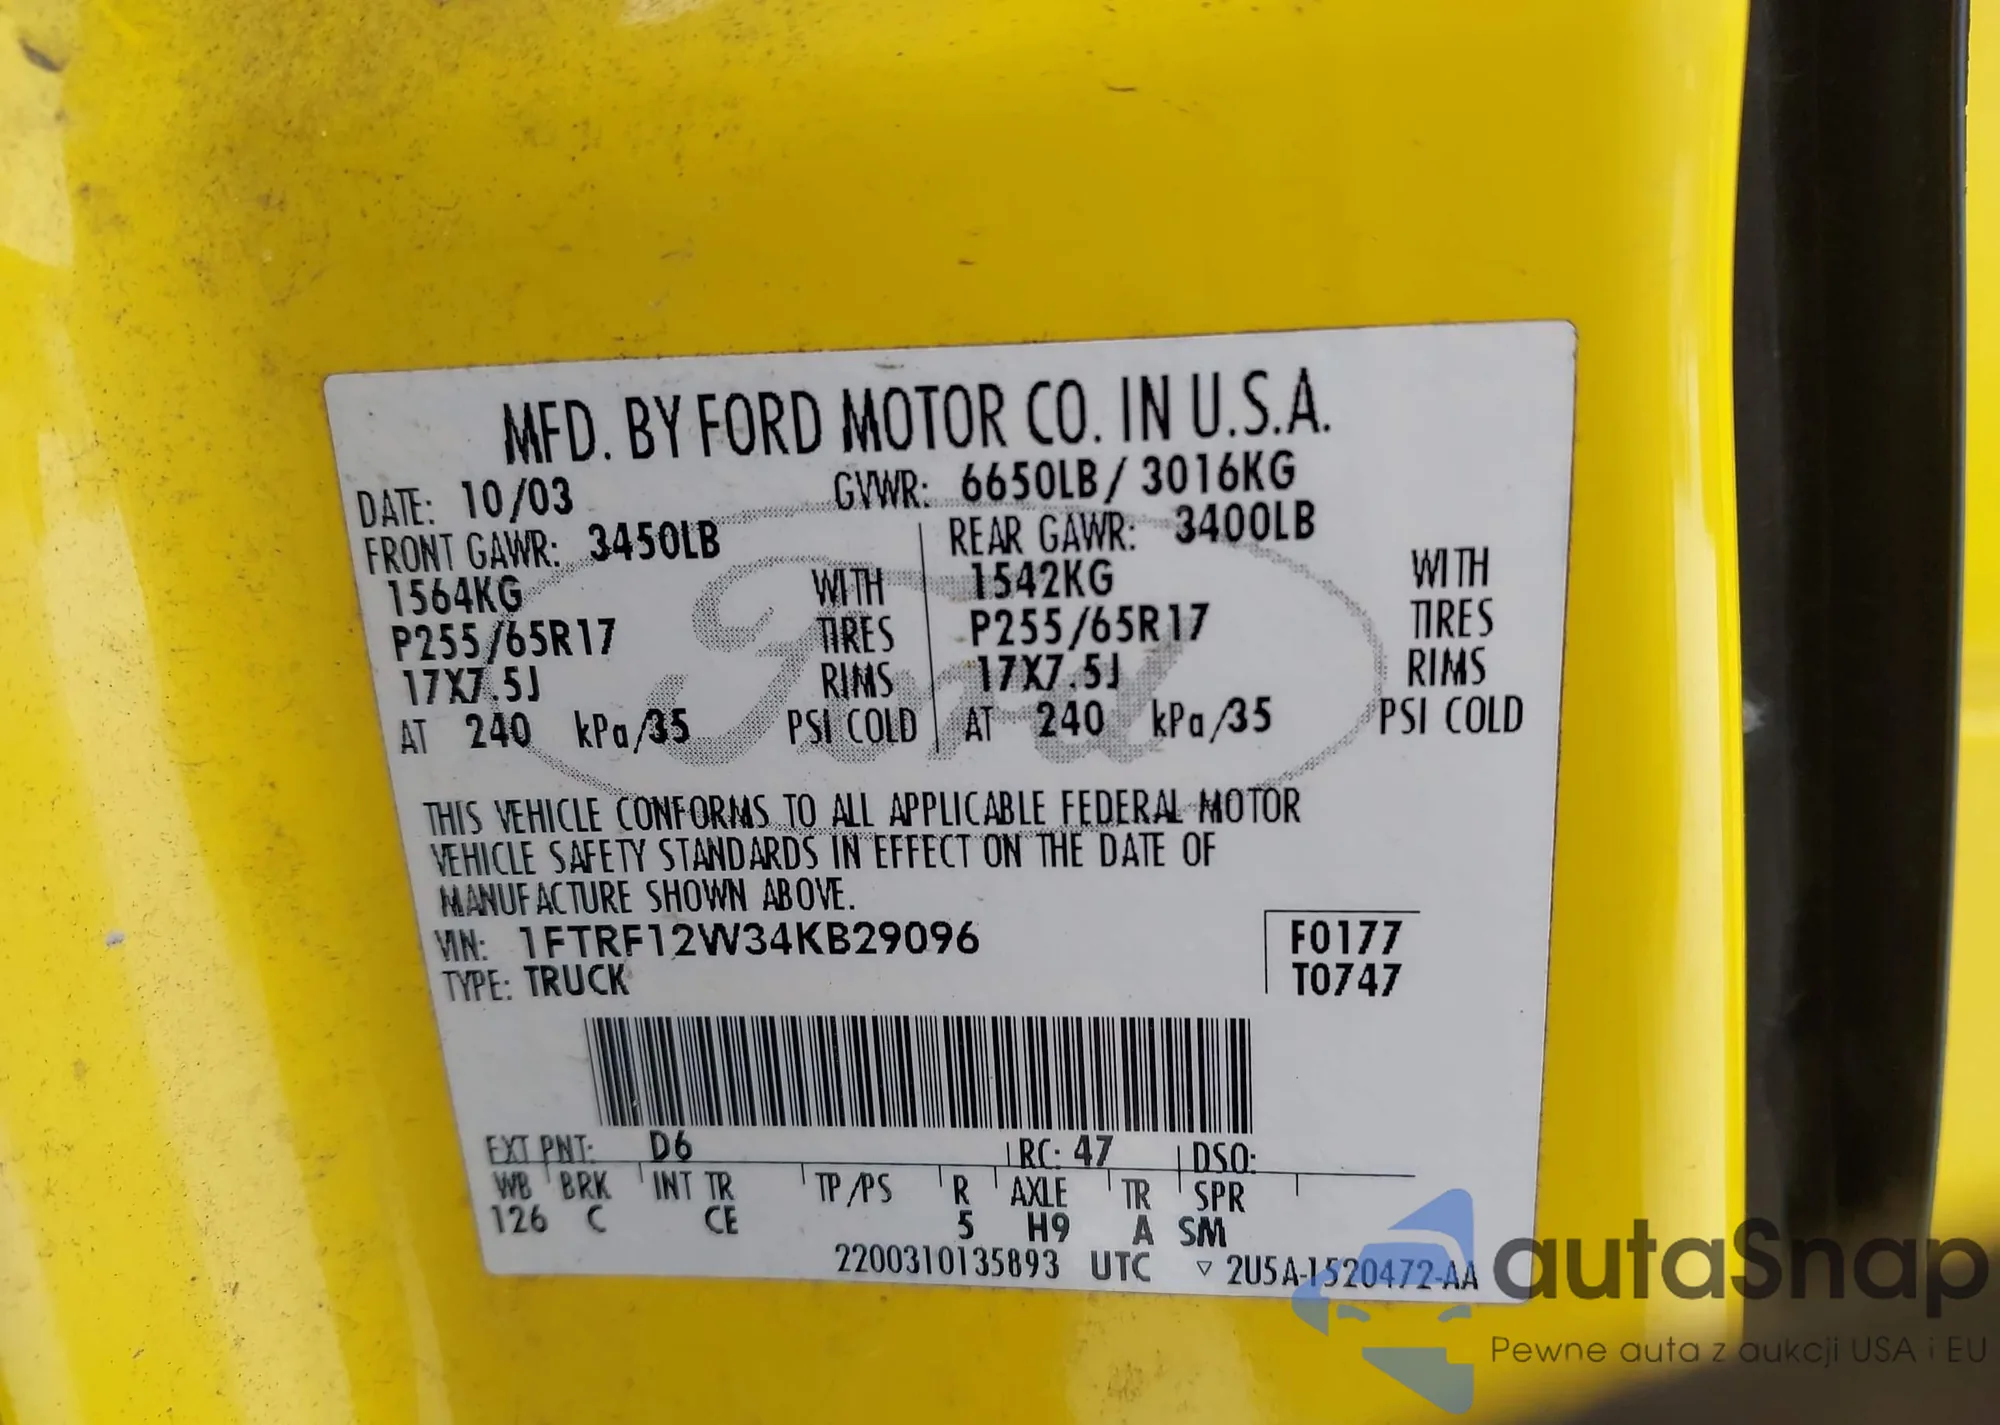 MFD. BY FORD MOTOR CO. IN U.S.A.
DATE: 10/03 GVWR: 6650LB / 3016KG
FRONT GAWR: 3450LB REAR GAWR: 3400LB
1564KG WITH 1542KG WITH
P255/65R17 TIRES P255/65R17 TIRES
17X7.5J RIMS 17X7.5J RIMS
AT 240 kPa/35 PSI COLD AT 240 kPa/35 PSI COLD
Ford
THIS VEHICLE CONFORMS TO ALL APPLICABLE FEDERAL MOTOR
VEHICLE SAFETY STANDARDS IN EFFECT ON THE DATE OF
MANUFACTURE SHOWN ABOVE.
VIN: 1FTRF12W34KB29096 F0177
TYPE: TRUCK T0747
EXT PNT: D6 RC: 47 DSO:
WB BRK INT TR TP/PS R AXLE TR SPR
126 C CE 5 H9 A SM
2200310135893 UTC ▽ 2U5A-1520472-AA
autaSnap
Pewne auta z aukcji USA i EU